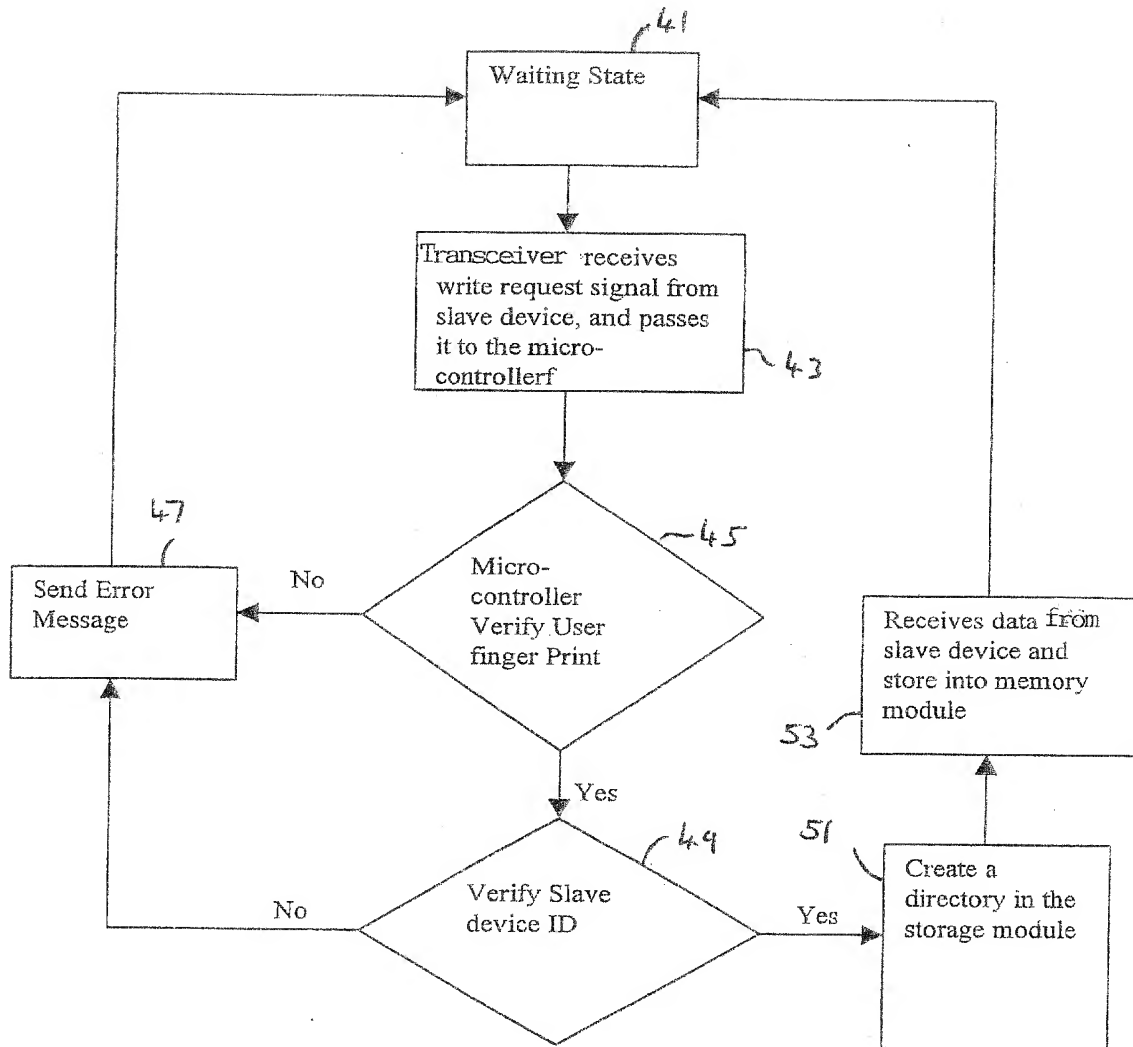 41
Waiting State
Transceiver receives
write request signal from
slave device, and passes
it to the micro-
controllerf
43
45
Micro-
controller
Verify User
finger Print
No
47
Send Error
Message
Yes
49
Verify Slave
device ID
No
Yes
51
Create a
directory in the
storage module
53
Receives data from
slave device and
store into memory
module